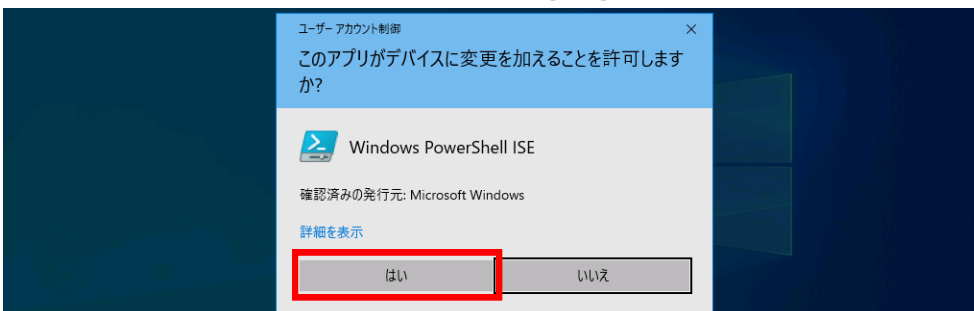 ユーザー アカウント制御
このアプリがデバイスに変更を加えることを許可します
か?
Windows PowerShell ISE
確認済みの発行元: Microsoft Windows
詳細を表示
はい
いいえ